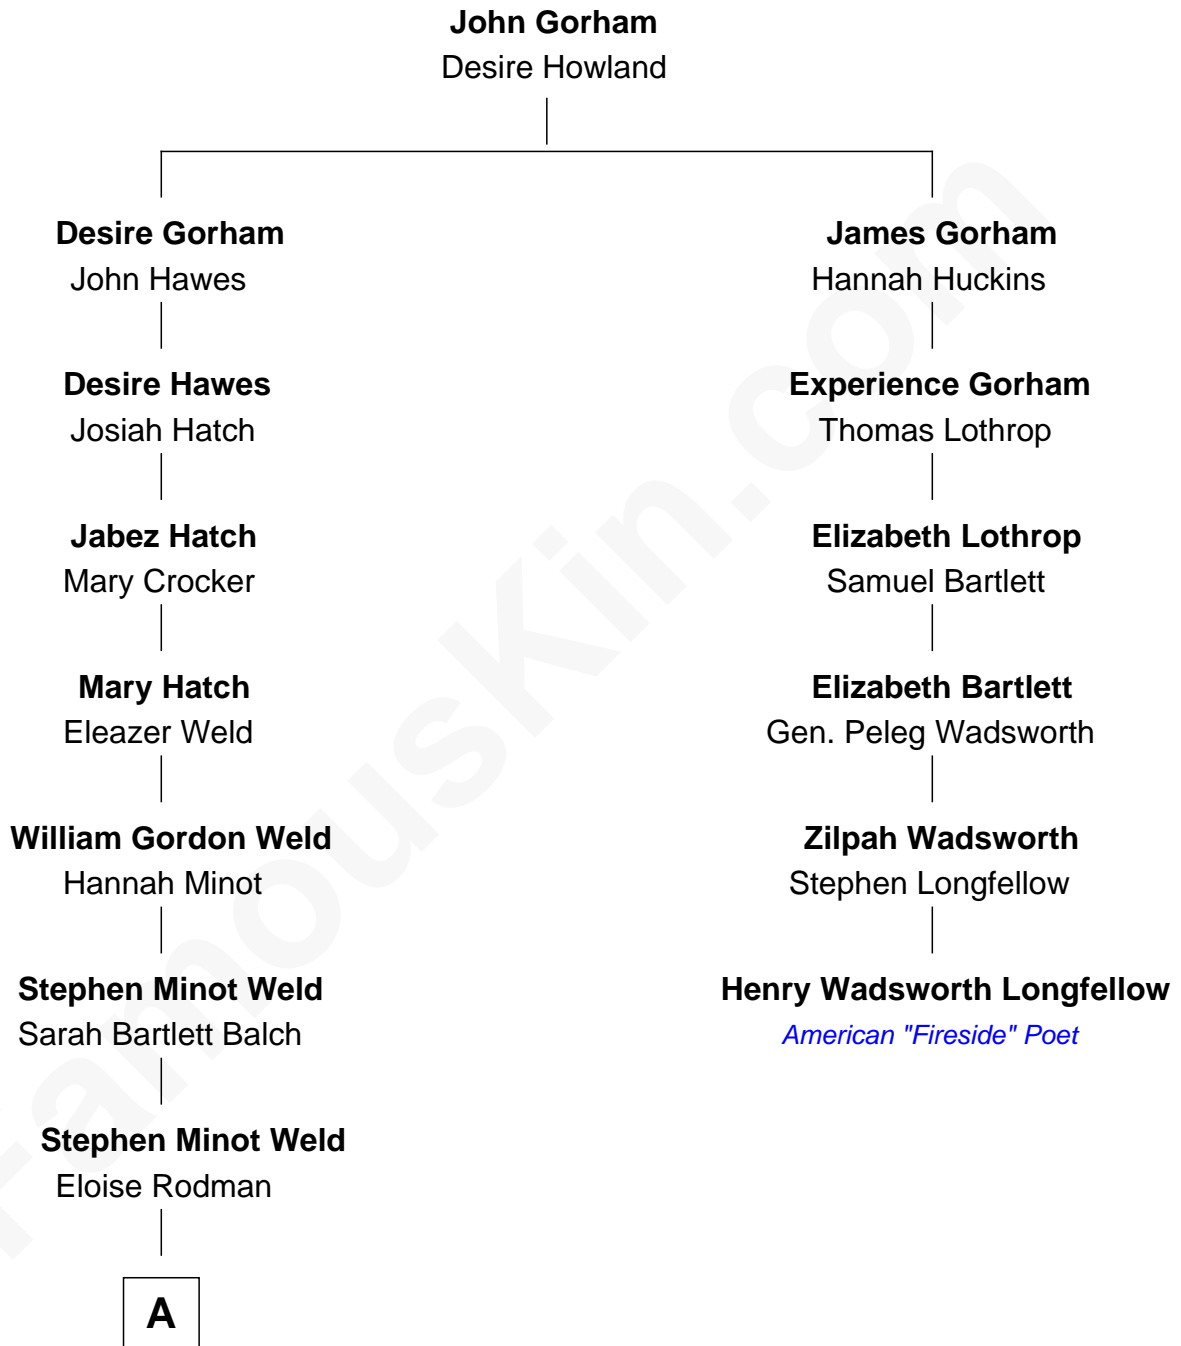 John Gorham
Desire Howland
Desire Gorham
John Hawes
James Gorham
Hannah Huckins
Desire Hawes
Josiah Hatch
Experience Gorham
Thomas Lothrop
Jabez Hatch
Mary Crocker
Elizabeth Lothrop
Samuel Bartlett
Mary Hatch
Eleazer Weld
Elizabeth Bartlett
Gen. Peleg Wadsworth
William Gordon Weld
Hannah Minot
Zilpah Wadsworth
Stephen Longfellow
Stephen Minot Weld
Sarah Bartlett Balch
Henry Wadsworth Longfellow
American "Fireside" Poet
Stephen Minot Weld
Eloise Rodman
A
FamousKin.com